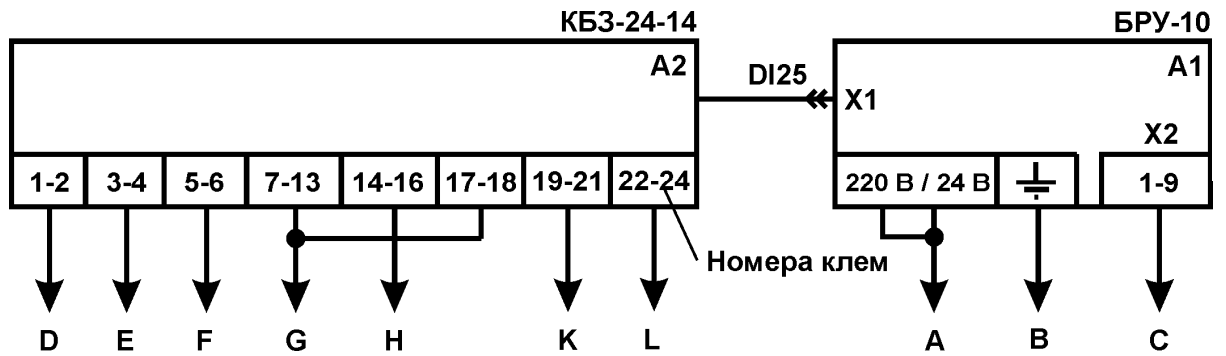 КБЗ-24-14 БРУ-10
A2 DI25 X1 A1
X2
1-2 3-4 5-6 7-13 14-16 17-18 19-21 22-24 220 В / 24 В 1-9
Номера клем
D E F G H K L A B C